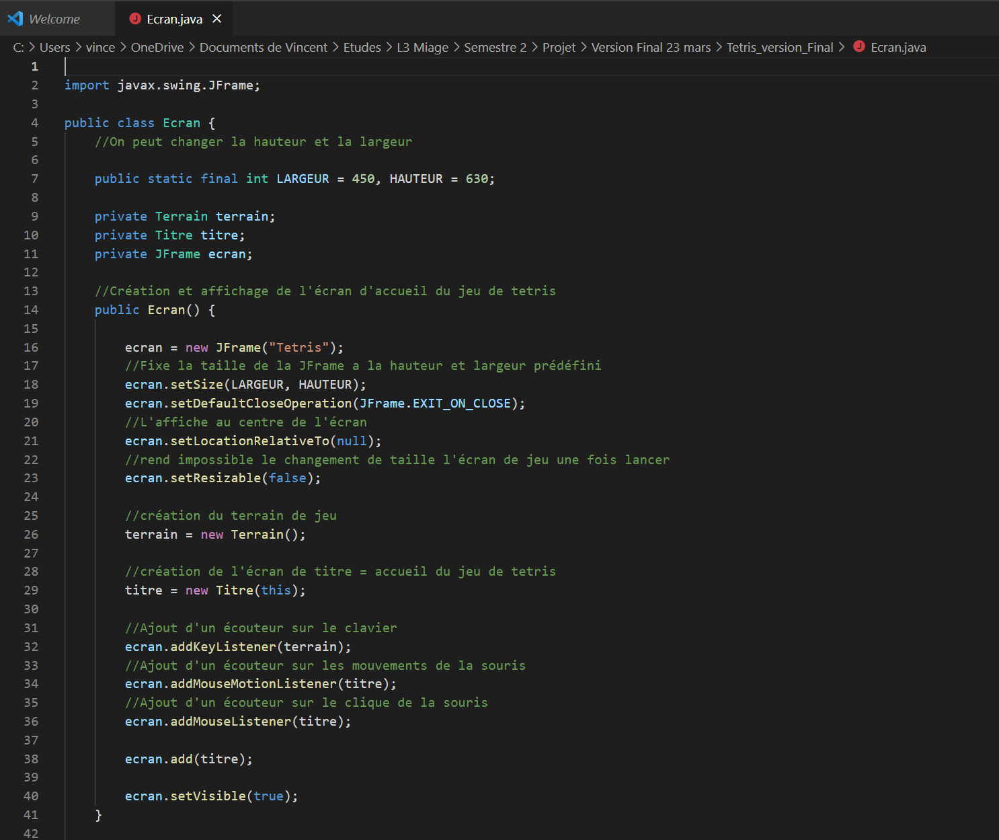 Welcome
J Ecran.java ×
C: > Users > vince > OneDrive > Documents de Vincent > Etudes > L3 Miage > Semestre 2 > Projet > Version Final 23 mars > Tetris_version_Final > J Ecran.java
1
2 import javax.swing.JFrame;
3
4 public class Ecran {
5 //On peut changer la hauteur et la largeur
6
7 public static final int LARGEUR = 450, HAUTEUR = 630;
8
9 private Terrain terrain;
10 private Titre titre;
11 private JFrame ecran;
12
13 //Création et affichage de l'écran d'accueil du jeu de tetris
14 public Ecran() {
15
16 ecran = new JFrame("Tetris");
17 //Fixe la taille de la JFrame a la hauteur et largeur prédéfini
18 ecran.setSize(LARGEUR, HAUTEUR);
19 ecran.setDefaultCloseOperation(JFrame.EXIT_ON_CLOSE);
20 //L'affiche au centre de l'écran
21 ecran.setLocationRelativeTo(null);
22 //rend impossible le changement de taille l'écran de jeu une fois lancer
23 ecran.setResizable(false);
24
25 //création du terrain de jeu
26 terrain = new Terrain();
27
28 //création de l'écran de titre = accueil du jeu de tetris
29 titre = new Titre(this);
30
31 //Ajout d'un écouteur sur le clavier
32 ecran.addKeyListener(terrain);
33 //Ajout d'un écouteur sur les mouvements de la souris
34 ecran.addMouseMotionListener(titre);
35 //Ajout d'un écouteur sur le clique de la souris
36 ecran.addMouseListener(titre);
37
38 ecran.add(titre);
39
40 ecran.setVisible(true);
41 }
42